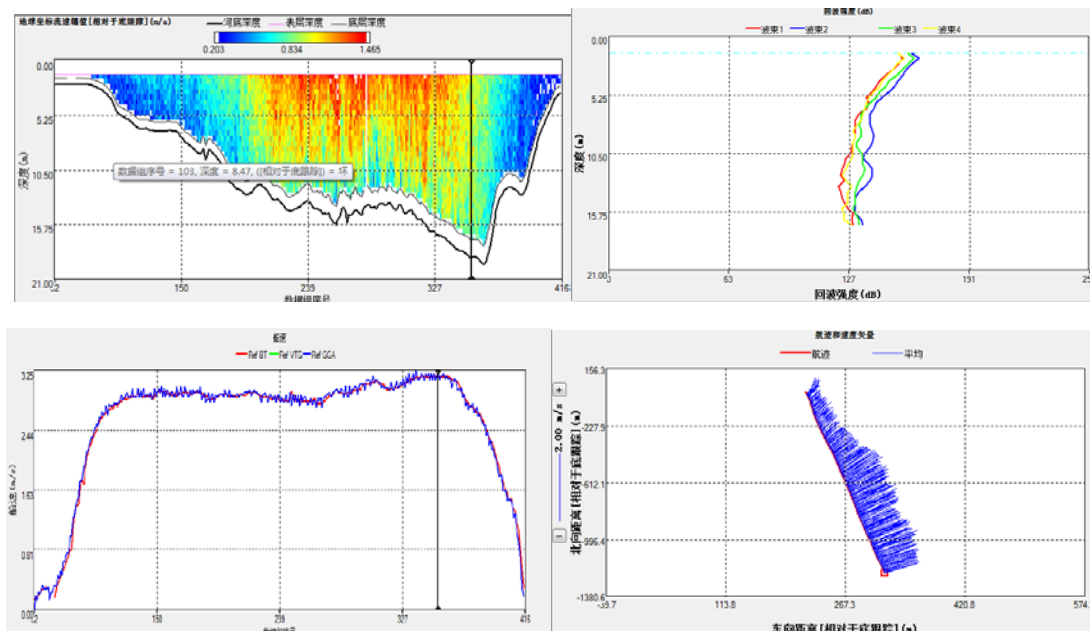 地球坐标流速幅值[相对于底跟踪](m/s)
河底深度 表层深度 底层深度
0.203 0.834 1.465
0.00
5.25
10.50
15.75
21.00
深度(m)
数据组序号 = 103, 深度 = 8.47, ([相对于底跟踪]) = 坏
150 239 327 416
数据组序号
回波强度(dB)
波束1 波束2 波束3 波束4
0.00
5.25
10.50
15.75
21.00
深度(m)
63 127 191
回波强度(dB)
船速
Ref BT Ref VTG Ref GGA
3.25
2.44
1.63
0.81
0.00
船速(m/s)
150 239 327 416
航迹和速度矢量
航迹 平均
2.00 m/s
156.3
-227.9
-612.1
-996.4
-1380.6
北向距离[相对于底跟踪](m)
113.8 267.3 420.8 574.
东向距离[相对于底跟踪](m)